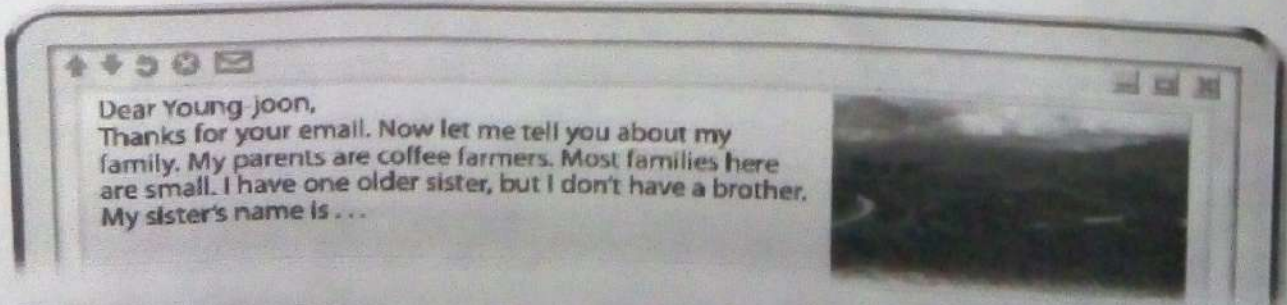 Dear Young-joon,
Thanks for your email. Now let me tell you about my
family. My parents are coffee farmers. Most families here
are small. I have one older sister, but I don't have a brother.
My sister's name is . . .